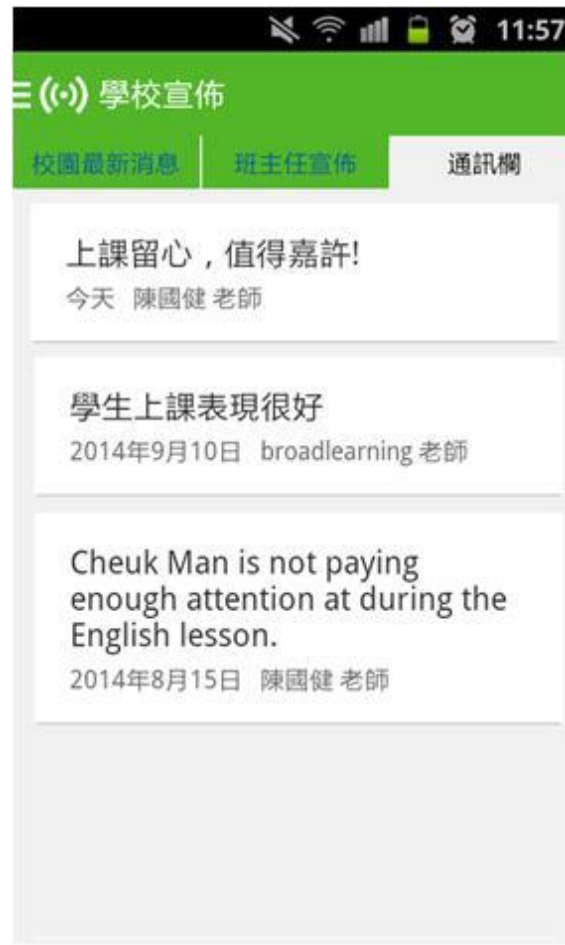 11:57
學校宣佈
校園最新消息 班主任宣佈 通訊欄
上課留心，值得嘉許!
今天 陳國健 老師
學生上課表現很好
2014年9月10日 broadlearning 老師
Cheuk Man is not paying
enough attention at during the
English lesson.
2014年8月15日 陳國健 老師